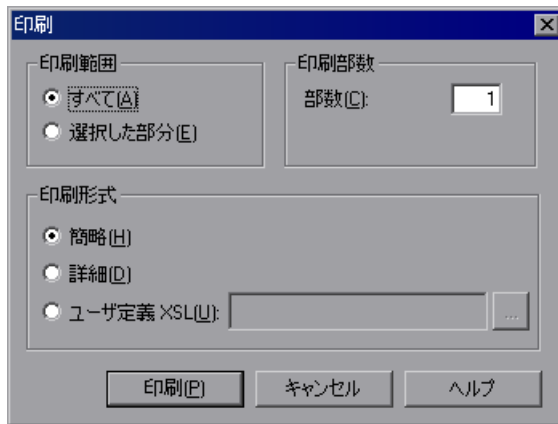 印刷
印刷範囲
すべて(A)
選択した部分(E)
印刷部数
部数(C): 1
印刷形式
簡略(H)
詳細(D)
ユーザ定義 XSL(U): ...
印刷(P) キャンセル ヘルプ